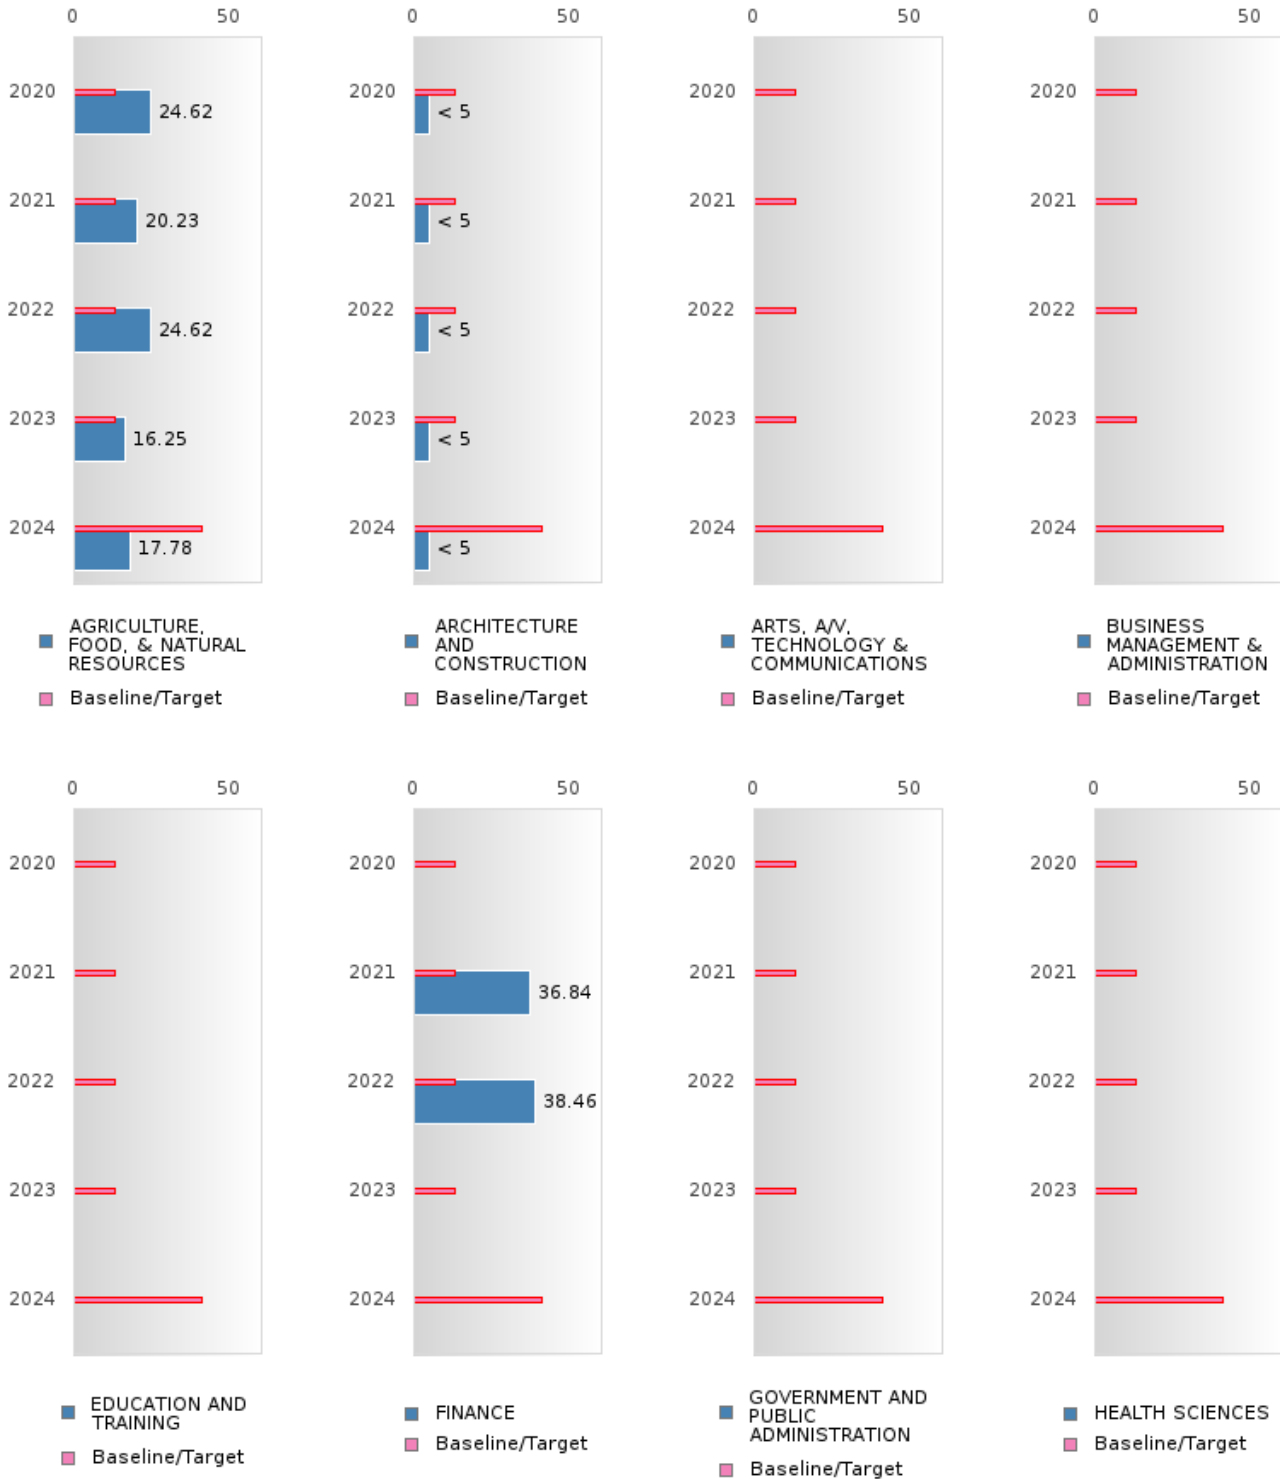 0 50 0 50 0 50 0 50
2020 24.62 2020 < 5 2020 2020
2021 20.23 2021 < 5 2021 2021
2022 24.62 2022 < 5 2022 2022
2023 16.25 2023 < 5 2023 2023
2024 17.78 2024 < 5 2024 2024
AGRICULTURE,
FOOD, & NATURAL
RESOURCES
Baseline/Target
ARCHITECTURE
AND
CONSTRUCTION
Baseline/Target
ARTS, A/V,
TECHNOLOGY &
COMMUNICATIONS
Baseline/Target
BUSINESS
MANAGEMENT &
ADMINISTRATION
Baseline/Target
0 50 0 50 0 50 0 50
2020 2020 2020 2020
2021 2021 36.84 2021 2021
2022 2022 38.46 2022 2022
2023 2023 2023 2023
2024 2024 2024 2024
EDUCATION AND
TRAINING
Baseline/Target
FINANCE
Baseline/Target
GOVERNMENT AND
PUBLIC
ADMINISTRATION
Baseline/Target
HEALTH SCIENCES
Baseline/Target